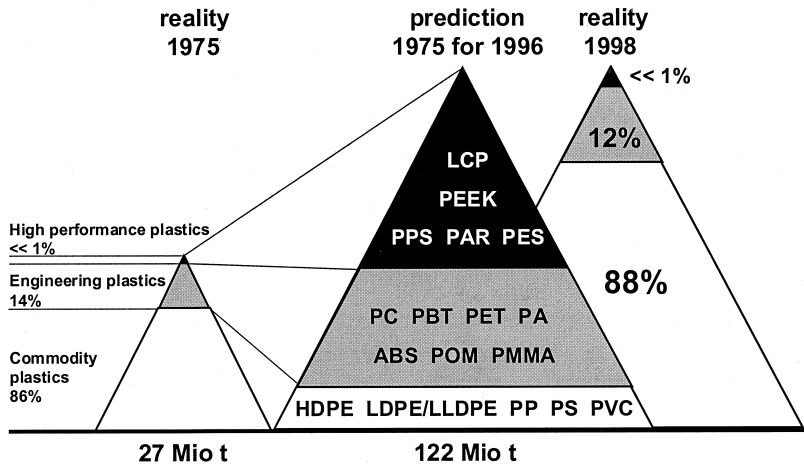 reality
1975
prediction
1975 for 1996
reality
1998
<< 1%
12%
LCP
PEEK
PPS PAR PES
High performance plastics
<< 1%
Engineering plastics
14%
88%
PC PBT PET PA
ABS POM PMMA
Commodity
plastics
86%
HDPE LDPE/LLDPE PP PS PVC
27 Mio t
122 Mio t